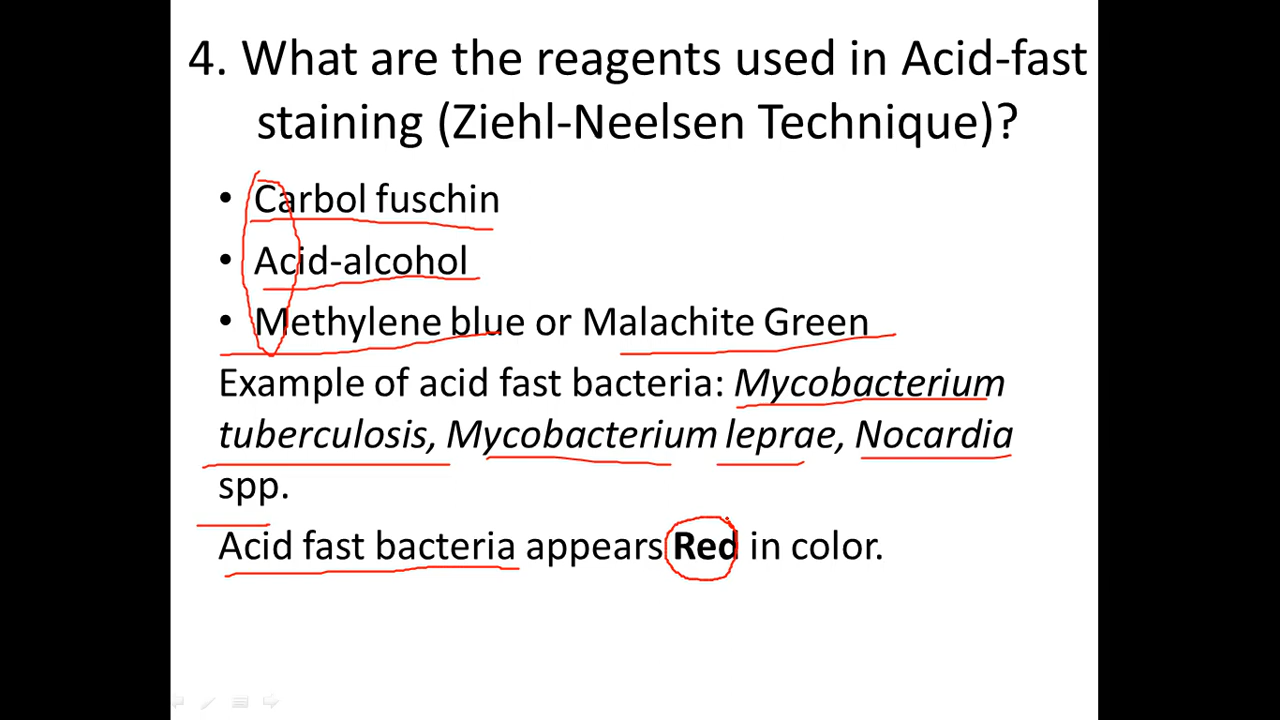 4. What are the reagents used in Acid-fast
staining (Ziehl-Neelsen Technique)?
• Carbol fuschin
• Acid-alcohol
• Methylene blue or Malachite Green
Example of acid fast bacteria: Mycobacterium
tuberculosis, Mycobacterium leprae, Nocardia
spp.
Acid fast bacteria appears Red in color.